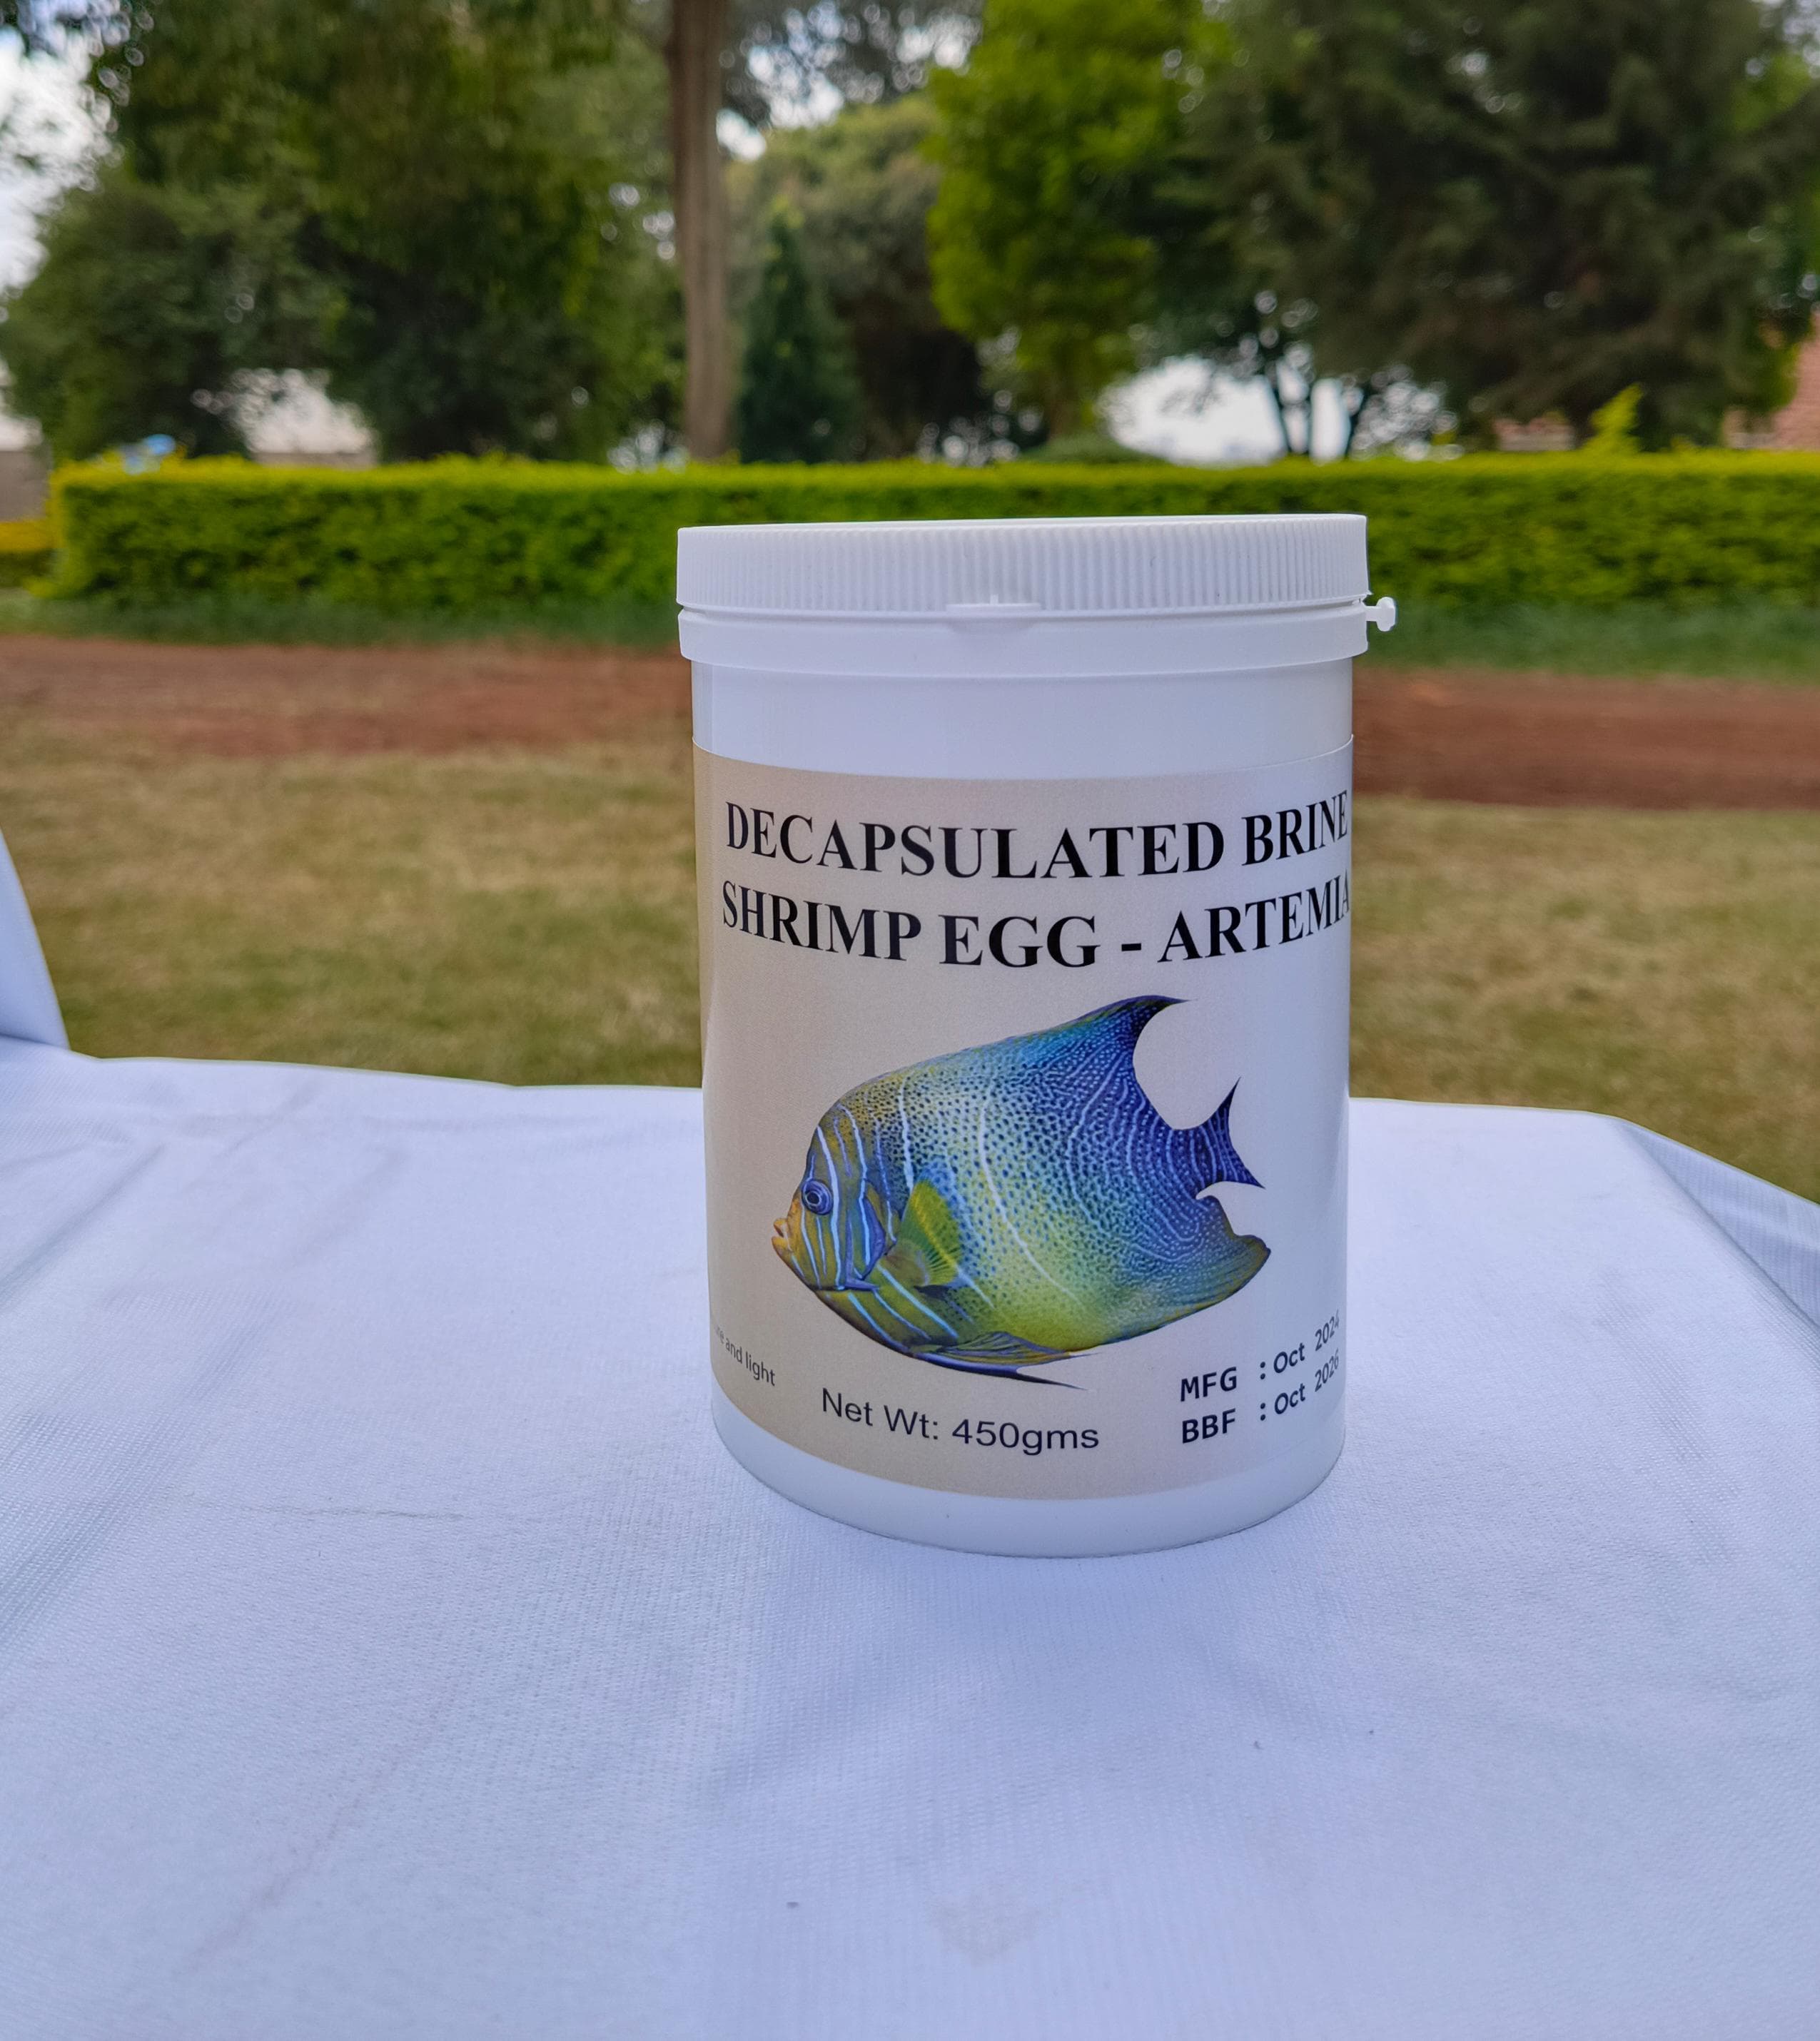 DECAPSULATED BRINE
SHRIMP EGG - ARTEMIA
and light
Net Wt: 450gms
MFG : Oct 2024
BBF : Oct 2026